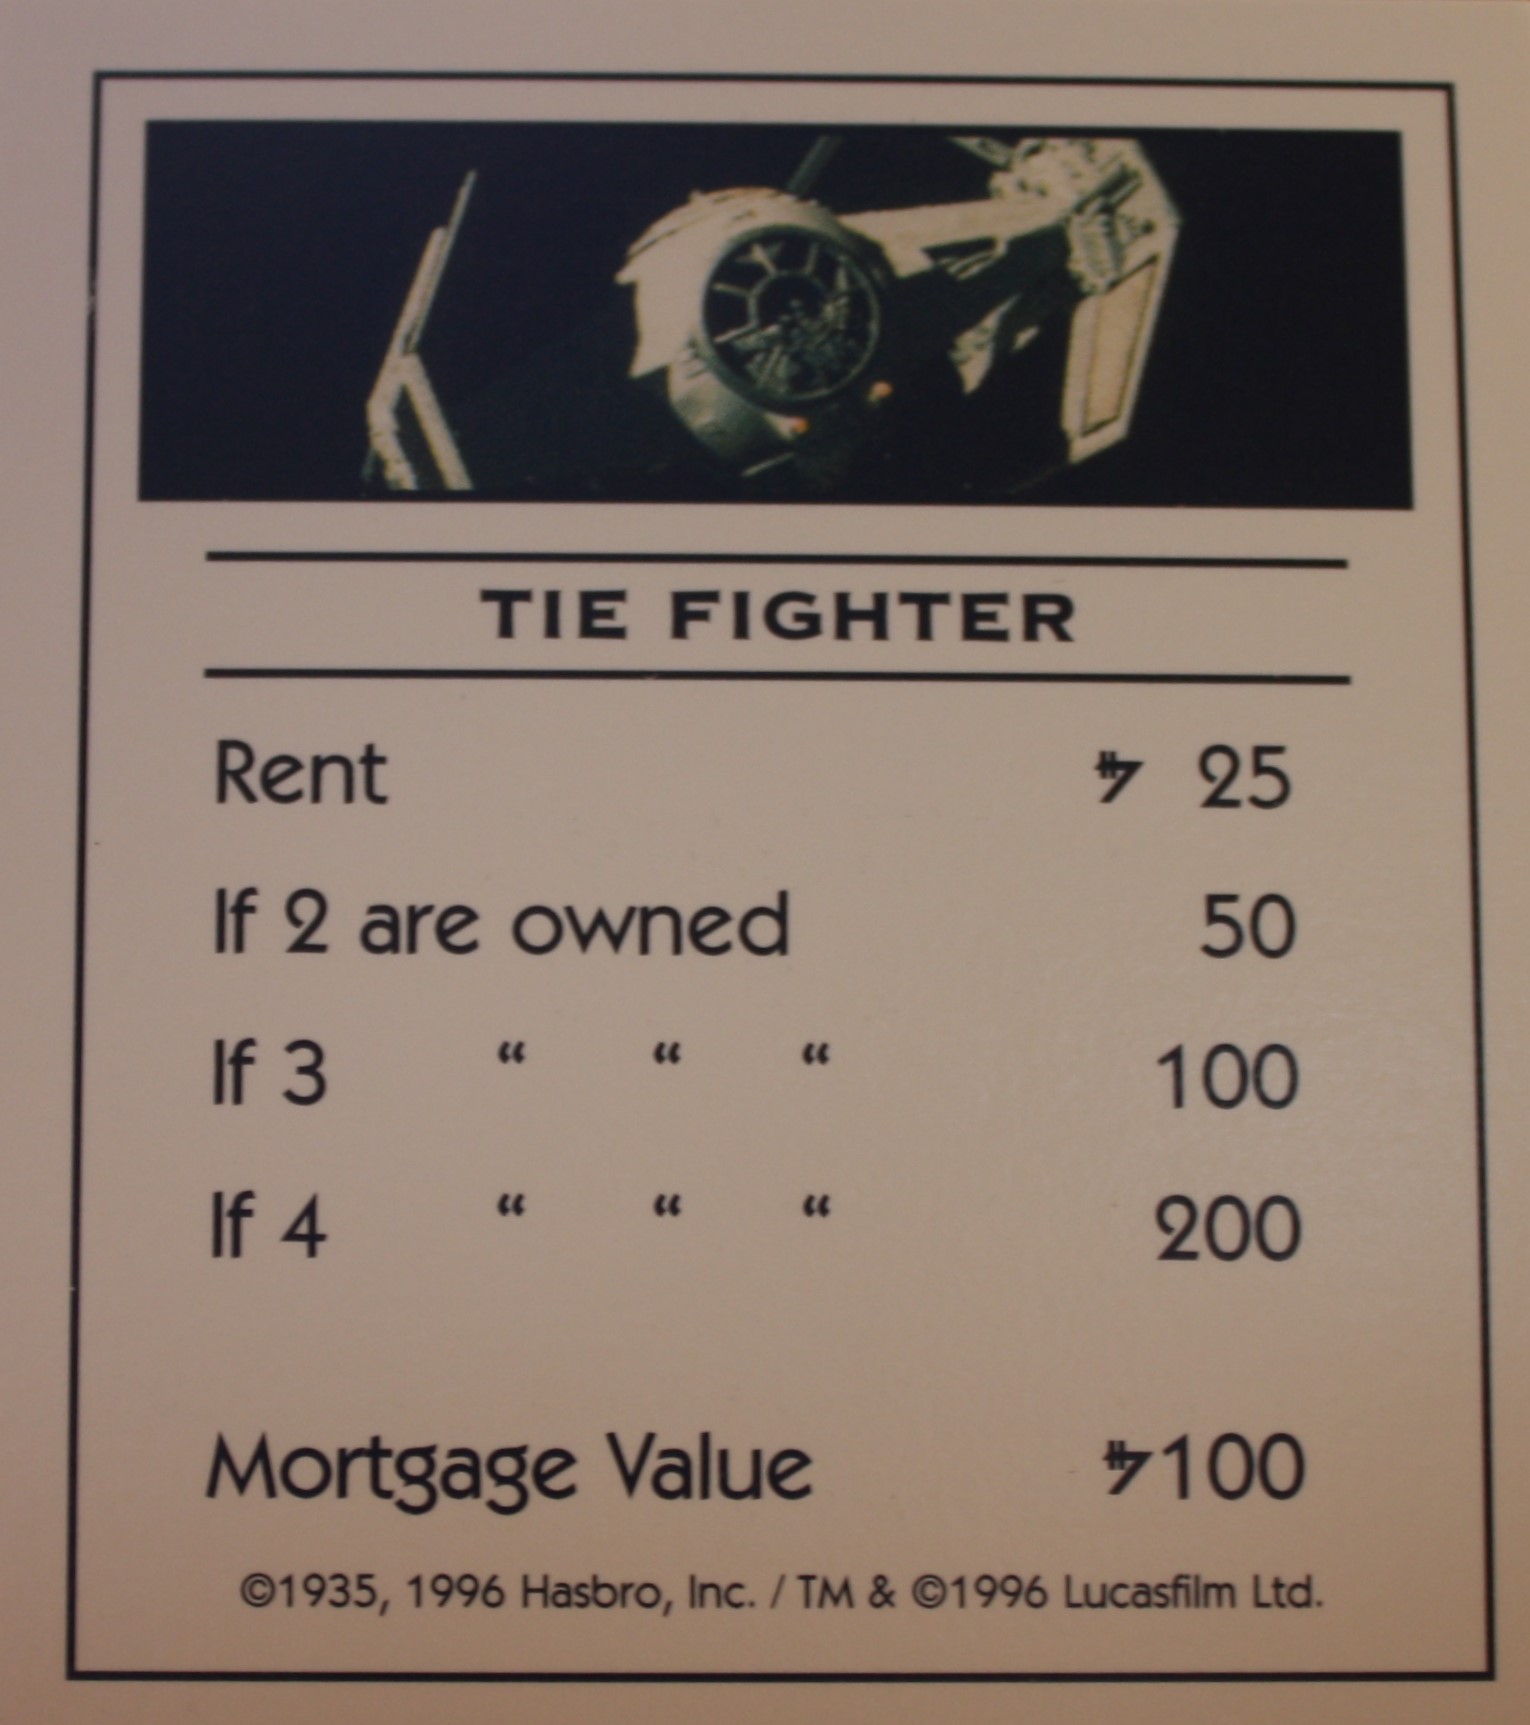 TIE FIGHTER
Rent 25
If 2 are owned 50
If 3 “ “ “ 100
If 4 “ “ “ 200
Mortgage Value 100
©1935, 1996 Hasbro, Inc. / TM & ©1996 Lucasfilm Ltd.